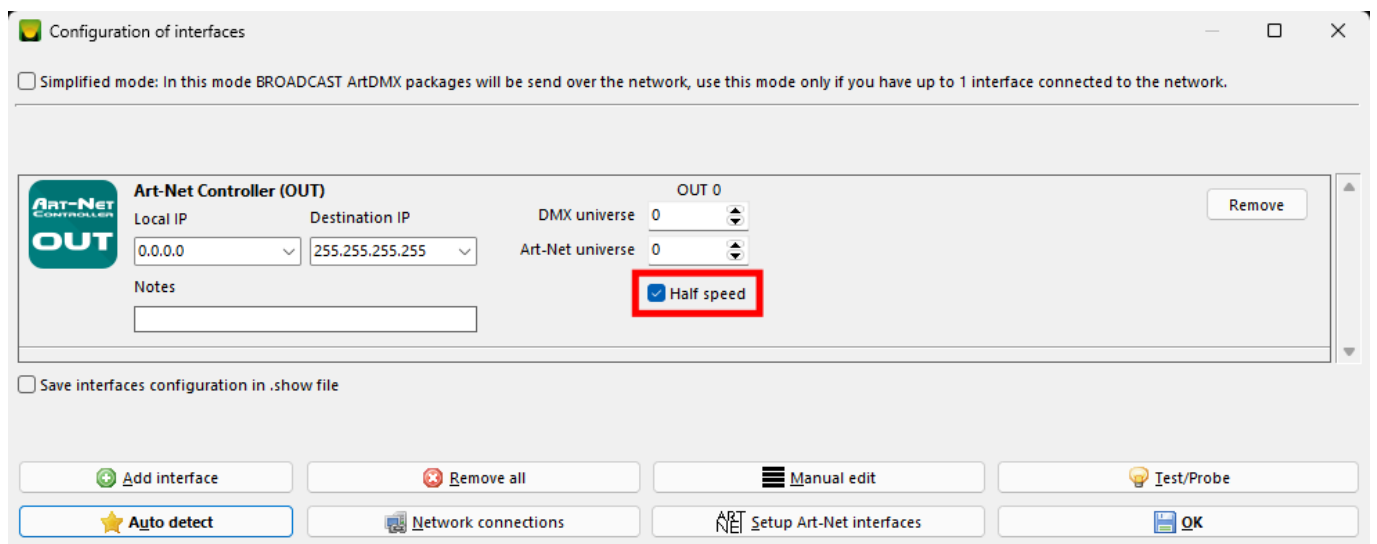 Configuration of interfaces
Simplified mode: In this mode BROADCAST ArtDMX packages will be send over the network, use this mode only if you have up to 1 interface connected to the network.
ART-NET
CONTROLLER
OUT
Art-Net Controller (OUT)
OUT 0
Local IP
Destination IP
DMX universe
0
Remove
0.0.0.0
255.255.255.255
Art-Net universe
0
Notes
Half speed
Save interfaces configuration in .show file
Add interface
Remove all
Manual edit
Test/Probe
Auto detect
Network connections
ART
NET
Setup Art-Net interfaces
OK